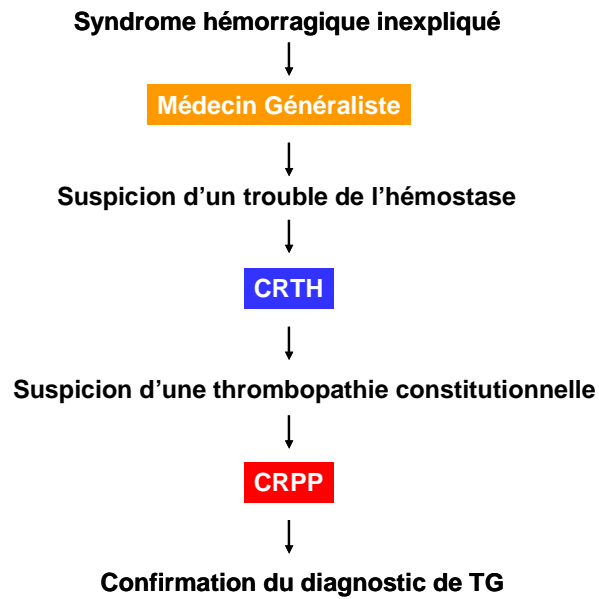 Syndrome hémorragique inexpliqué
Médecin Généraliste
Suspicion d'un trouble de l'hémostase
CRTH
Suspicion d'une thrombopathie constitutionnelle
CRPP
Confirmation du diagnostic de TG